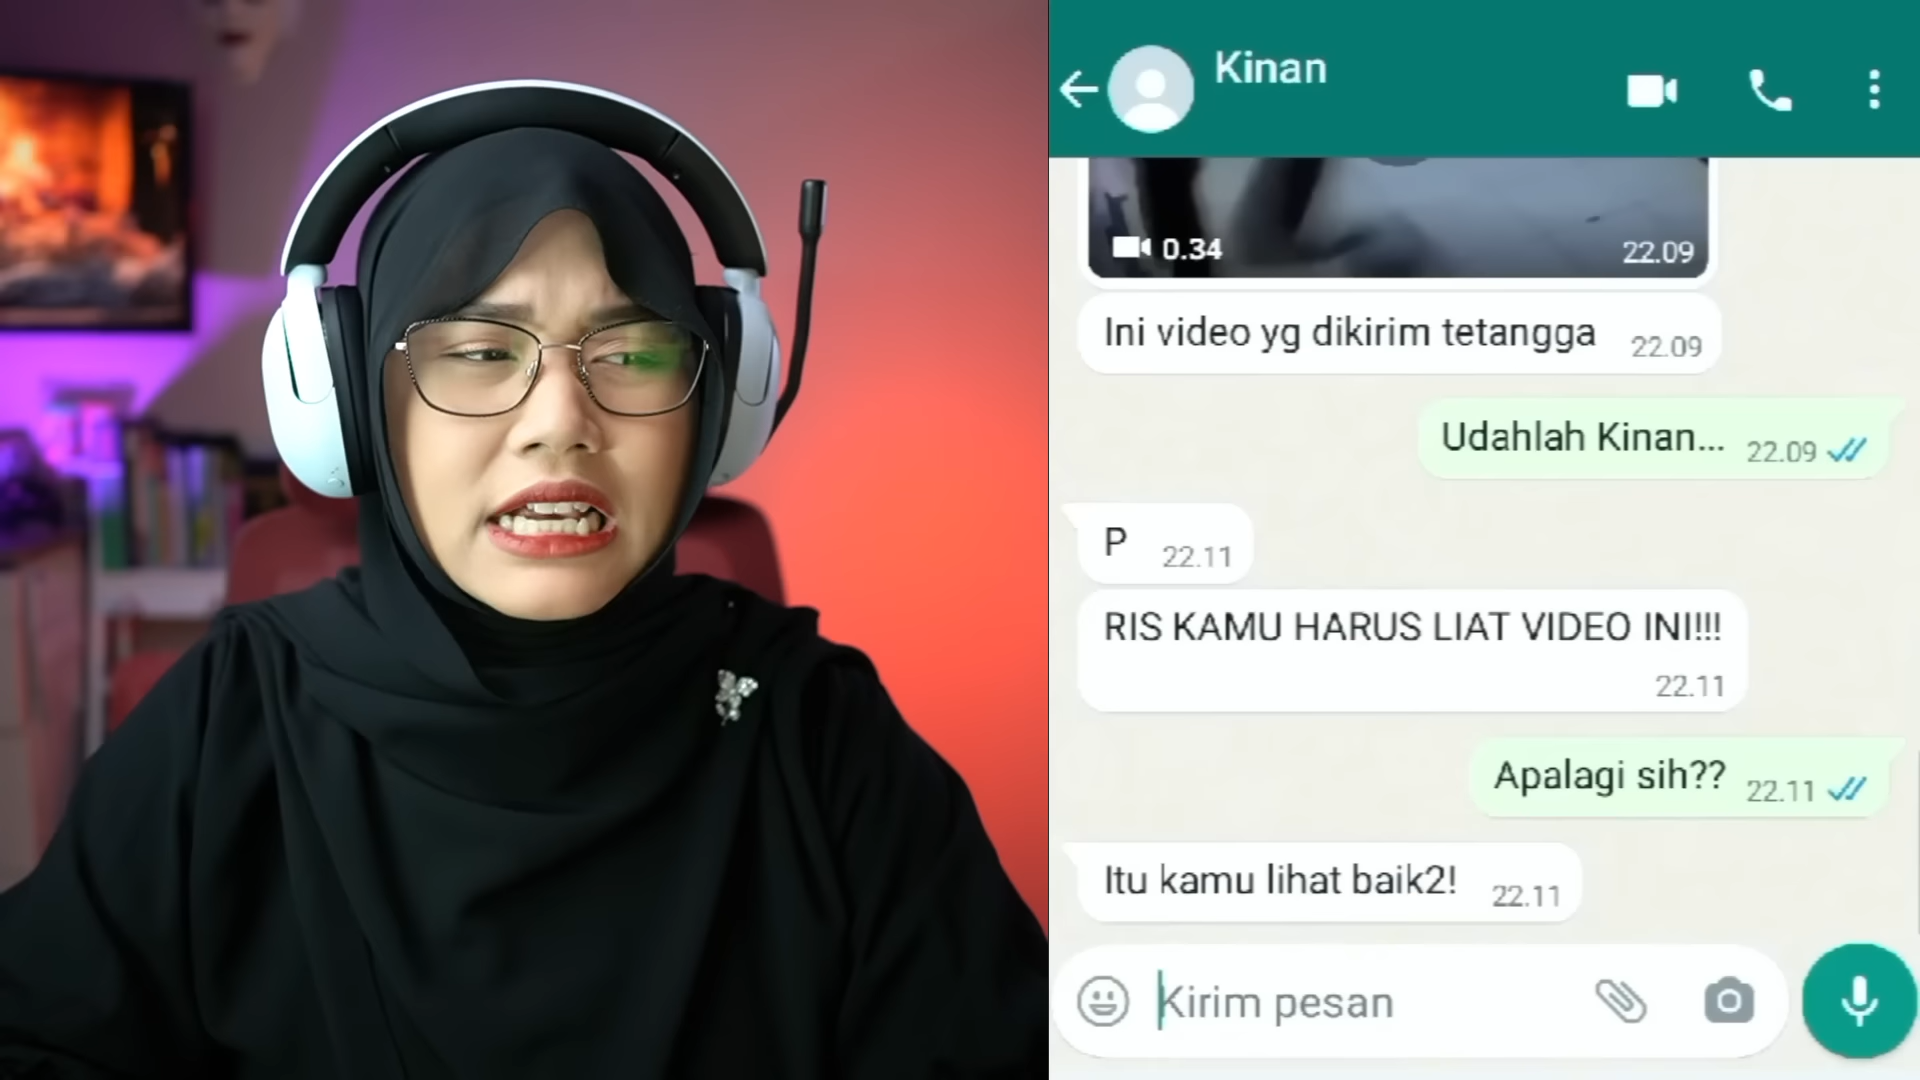 Kinan
0.34
22.09
Ini video yg dikirim tetangga 22.09
Udahlah Kinan... 22.09
P 22.11
RIS KAMU HARUS LIAT VIDEO INI!!!
22.11
Apalagi sih?? 22.11
Itu kamu lihat baik2! 22.11
Kirim pesan